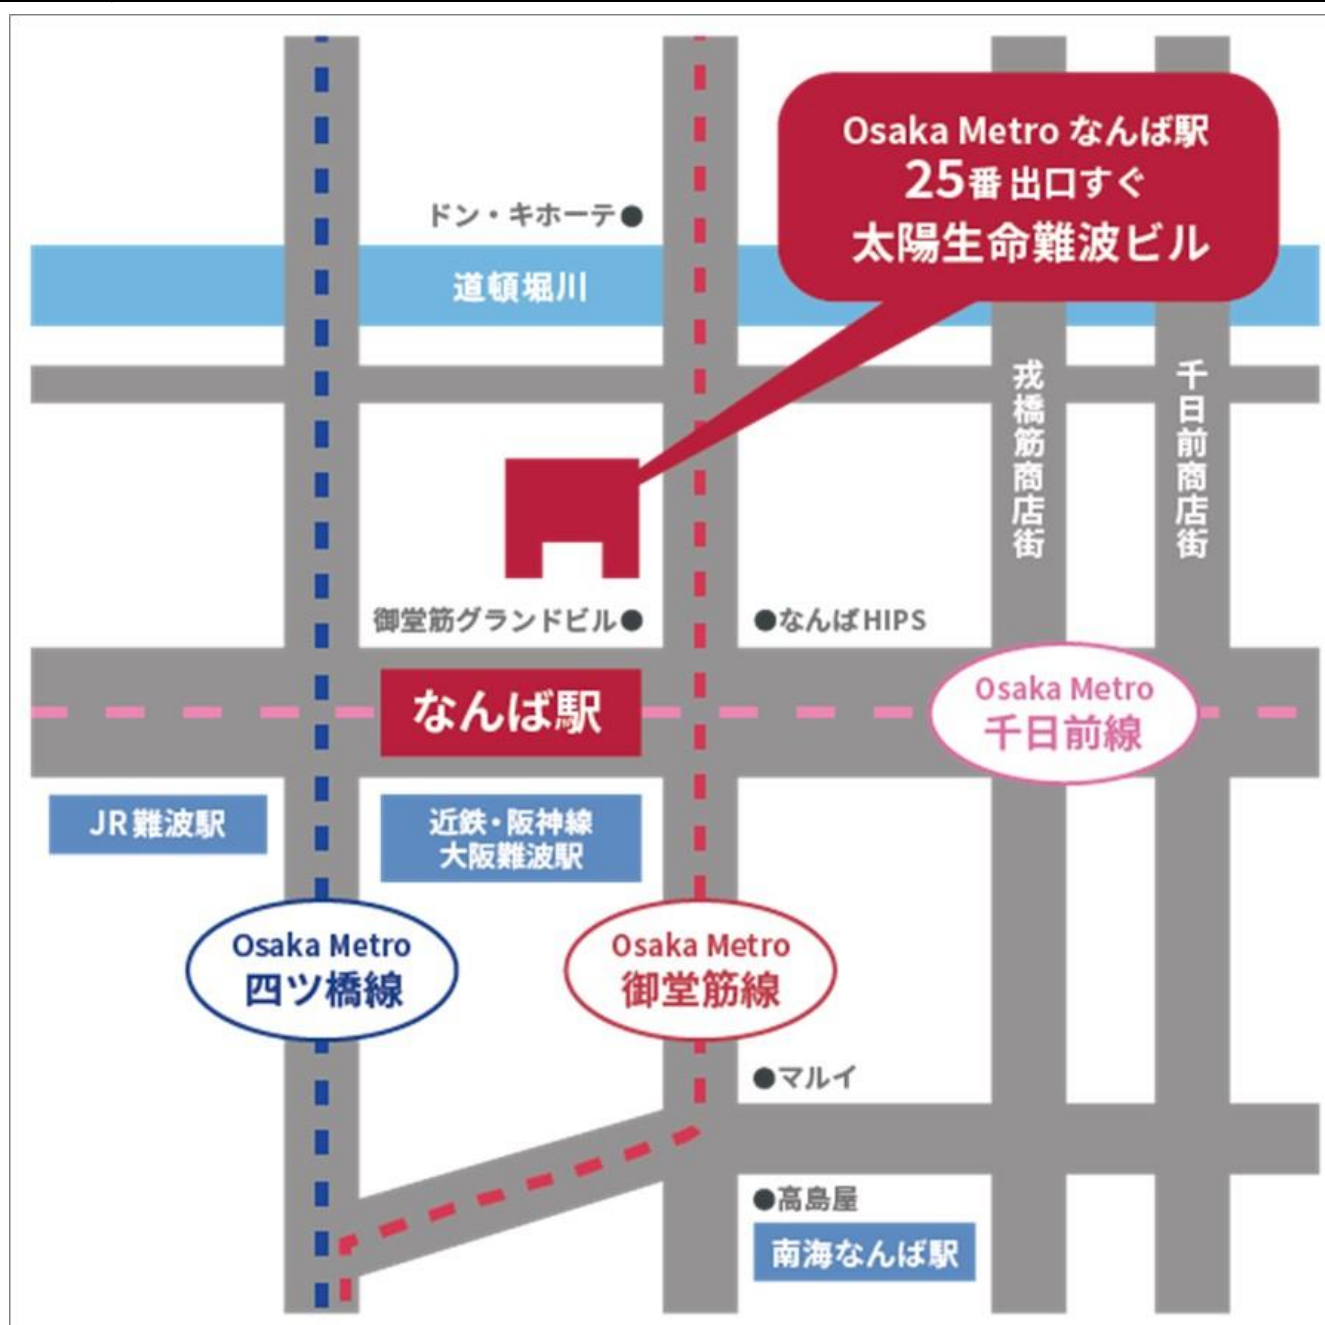 Osaka Metro なんば駅
25番出口すぐ
太陽生命難波ビル
ドン・キホーテ●
道頓堀川
戎橋筋商店街
千日前商店街
御堂筋グランドビル●
●なんばHIPS
なんば駅
Osaka Metro
千日前線
JR難波駅
近鉄・阪神線
大阪難波駅
Osaka Metro
四ツ橋線
Osaka Metro
御堂筋線
●マルイ
●高島屋
南海なんば駅